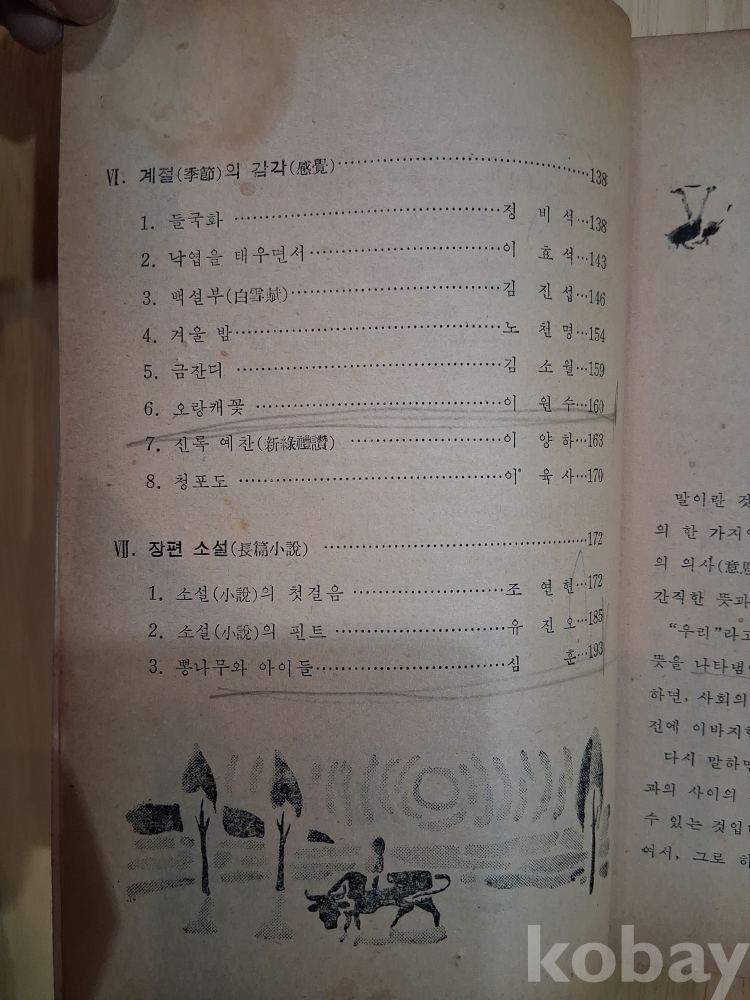 Ⅵ. 계절(季節)의 감각(感覺)……138
1. 들국화……정 비 석…138
2. 낙엽을 태우면서……이 효 석…143
3. 백설부(白雪賦)……김 진 섭…146
4. 겨울 밤……노 천 명…154
5. 금잔디……김 소 월…159
6. 오랑캐꽃……이 원 수…160
7. 신록 예찬(新綠禮讚)……이 양 하…163
8. 청포도……이 육 사…170
Ⅶ. 장편 소설(長篇小說)……172
1. 소설(小說)의 첫걸음……조 연 현…172
2. 소설(小說)의 핀트……유 진 오…185
3. 뽕나무와 아이들……심 훈…193
말이란 것
의 한 가지
의 의사(意思
간직한 뜻과
"우리"라고
뜻을 나타냄
하면, 사회의
전에 이바지
다시 말하면
과의 사이의
수 있는 것입
여서, 그로 하
kobay